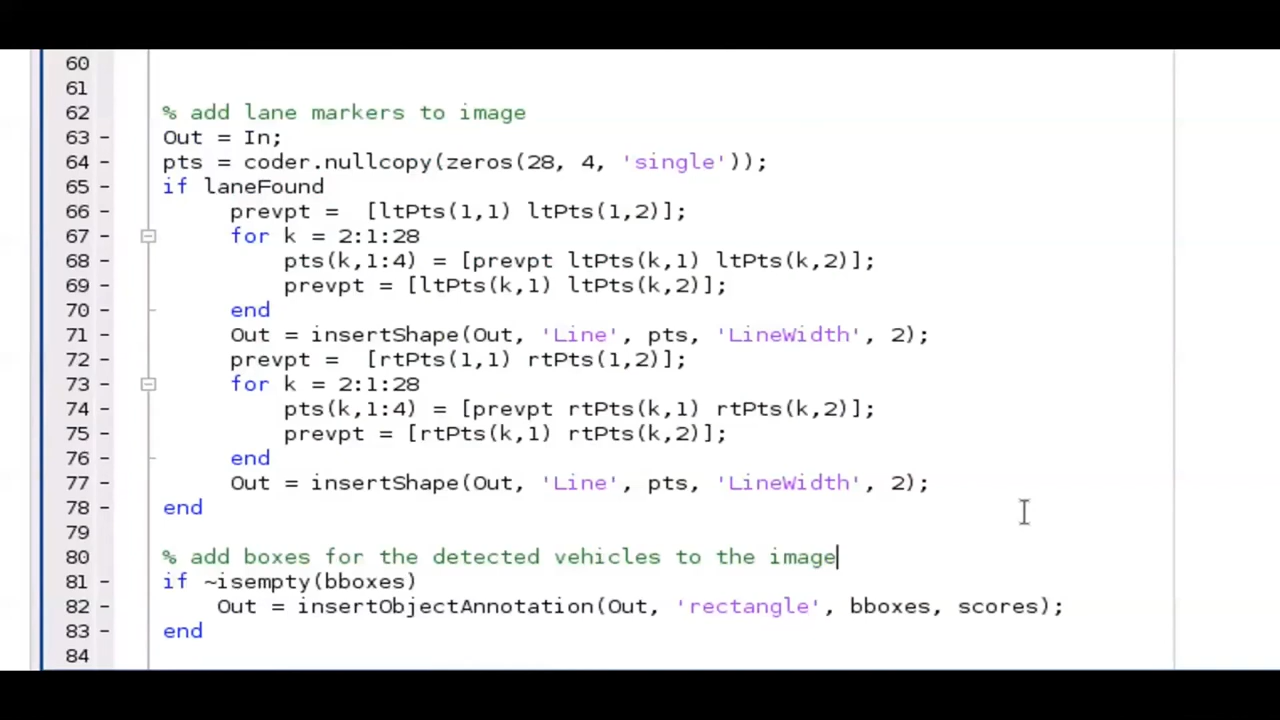 60
61
62 % add lane markers to image
63 - Out = In;
64 - pts = coder.nullcopy(zeros(28, 4, 'single'));
65 - if laneFound
66 - prevpt =  [ltPts(1,1) ltPts(1,2)];
67 - for k = 2:1:28
68 - pts(k,1:4) = [prevpt ltPts(k,1) ltPts(k,2)];
69 - prevpt = [ltPts(k,1) ltPts(k,2)];
70 - end
71 - Out = insertShape(Out, 'Line', pts, 'LineWidth', 2);
72 - prevpt =  [rtPts(1,1) rtPts(1,2)];
73 - for k = 2:1:28
74 - pts(k,1:4) = [prevpt rtPts(k,1) rtPts(k,2)];
75 - prevpt = [rtPts(k,1) rtPts(k,2)];
76 - end
77 - Out = insertShape(Out, 'Line', pts, 'LineWidth', 2);
78 - end
79
80 % add boxes for the detected vehicles to the image
81 - if ~isempty(bboxes)
82 - Out = insertObjectAnnotation(Out, 'rectangle', bboxes, scores);
83 - end
84